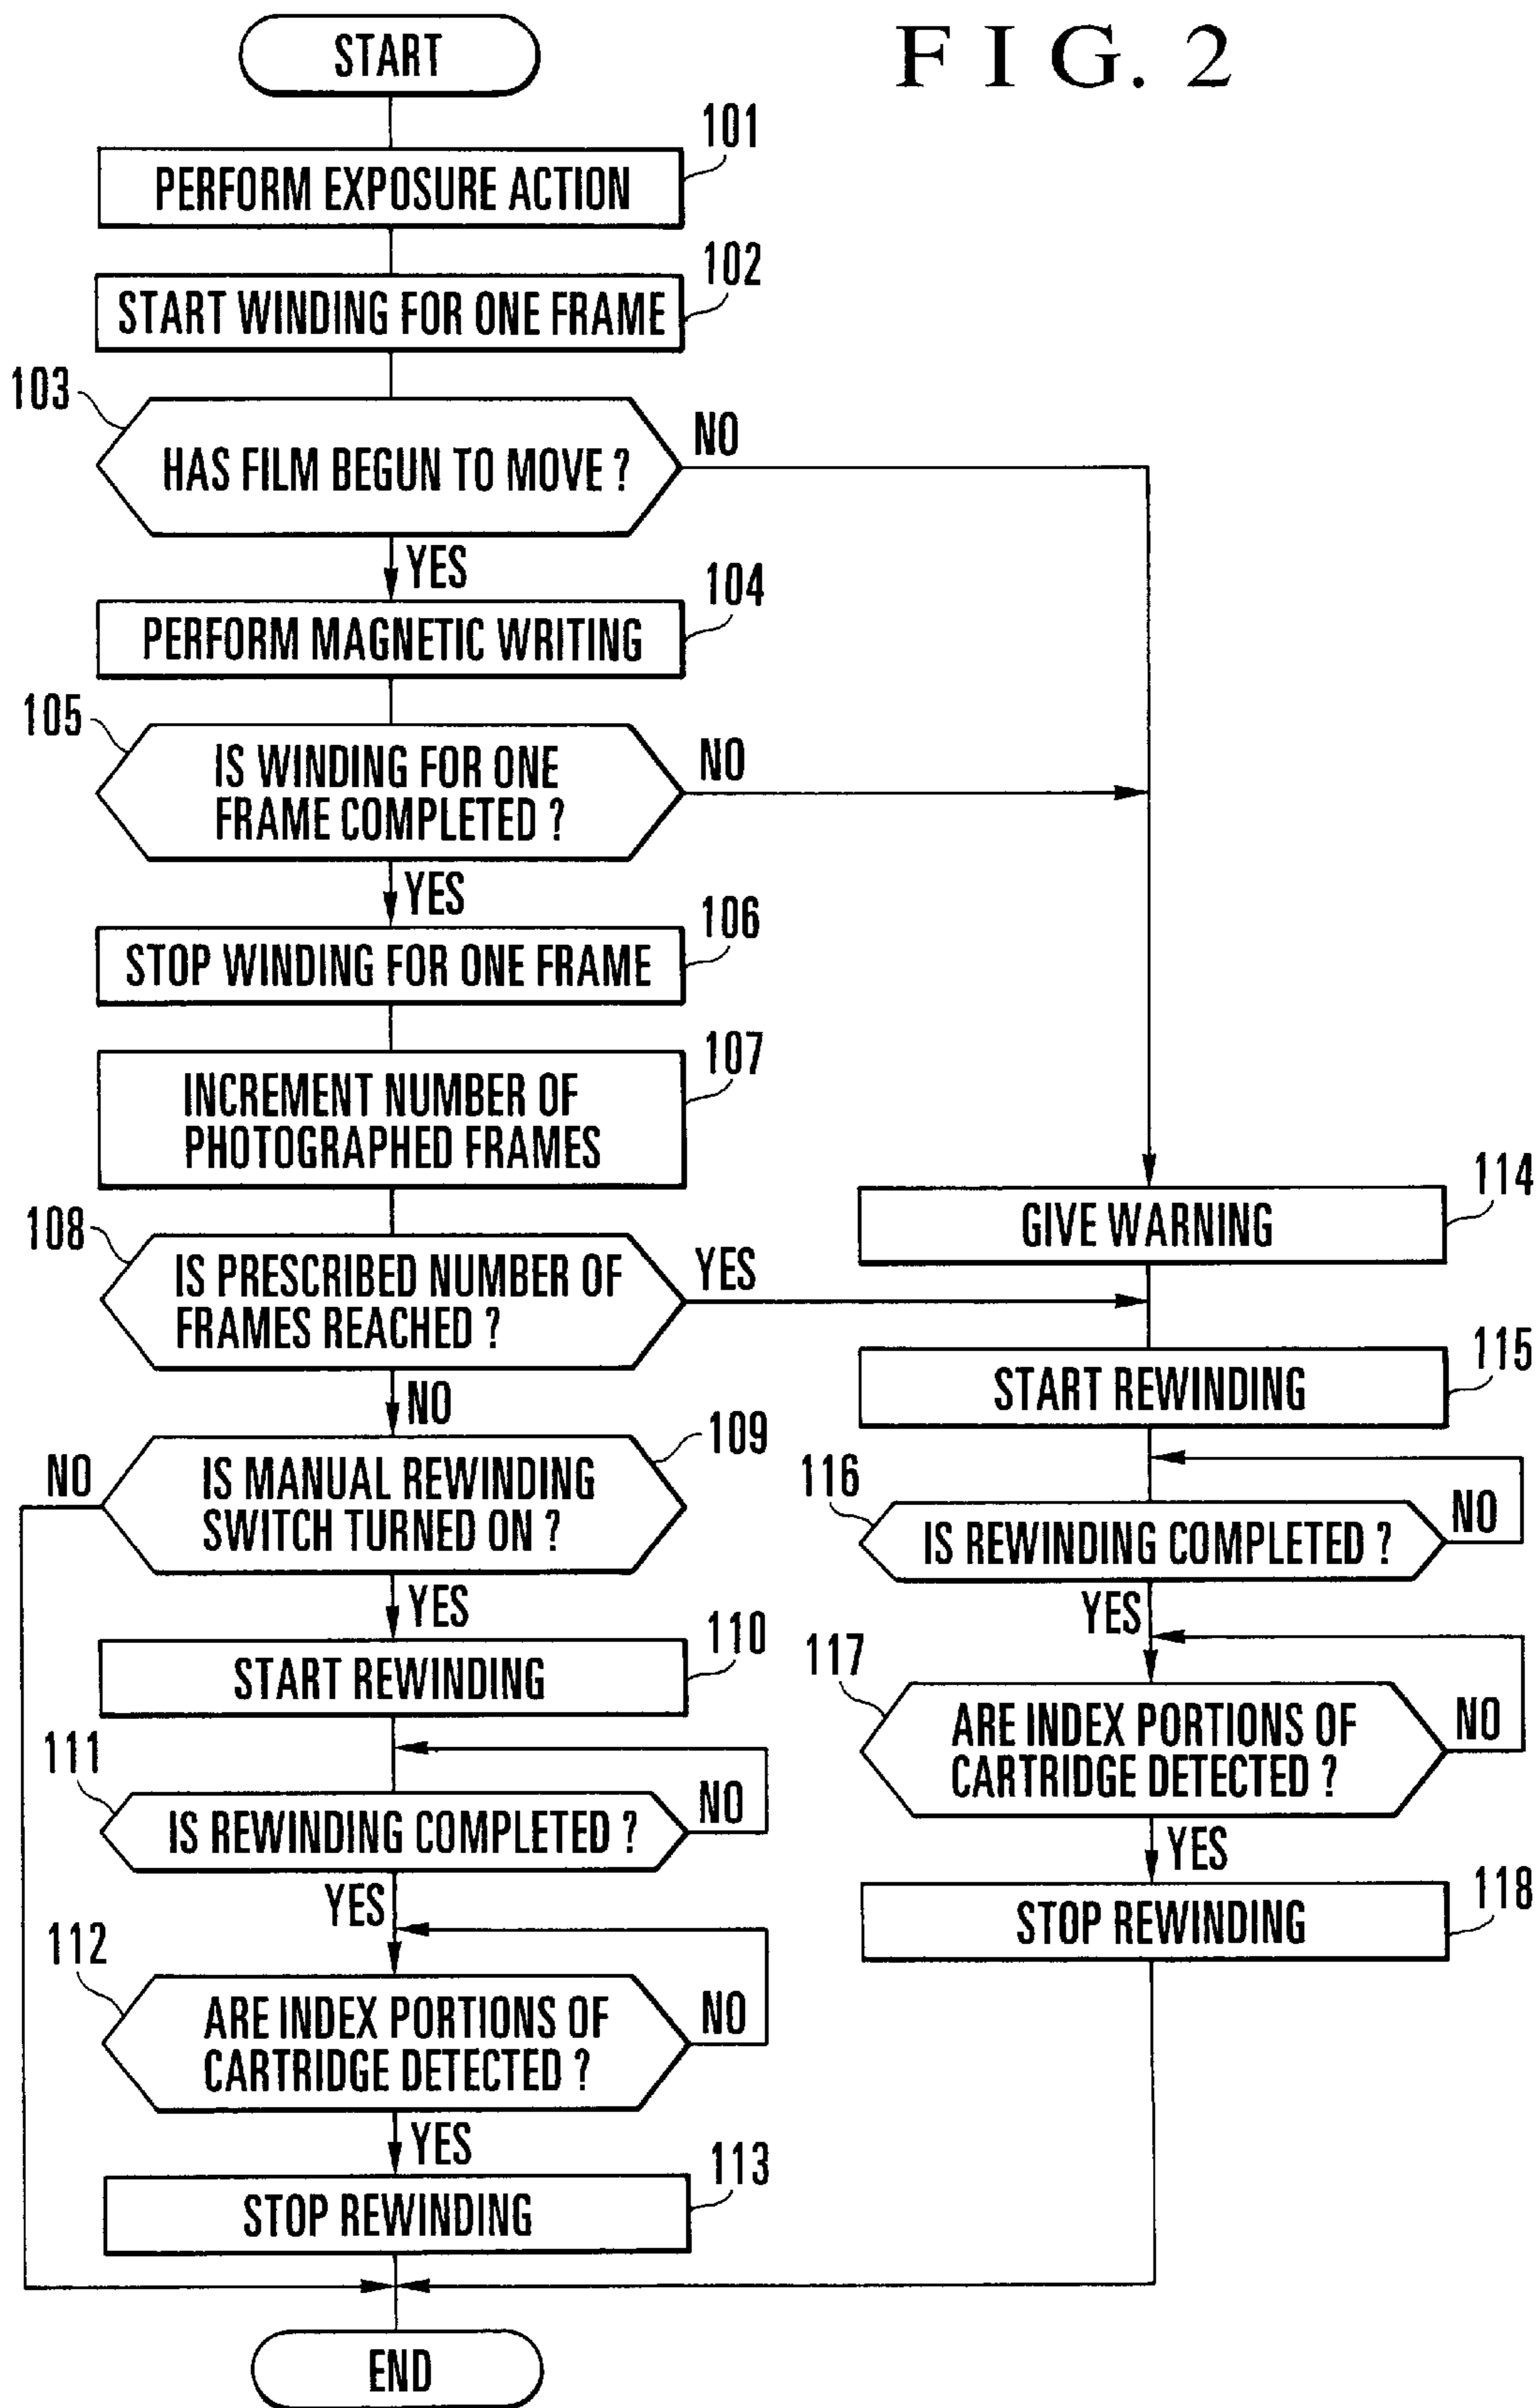 FIG. 2
START
101
PERFORM EXPOSURE ACTION
102
START WINDING FOR ONE FRAME
103
HAS FILM BEGUN TO MOVE ?
NO
YES
104
PERFORM MAGNETIC WRITING
105
IS WINDING FOR ONE
FRAME COMPLETED ?
NO
YES
106
STOP WINDING FOR ONE FRAME
107
INCREMENT NUMBER OF
PHOTOGRAPHED FRAMES
108
IS PRESCRIBED NUMBER OF
FRAMES REACHED ?
YES
NO
109
IS MANUAL REWINDING
SWITCH TURNED ON ?
NO
YES
110
START REWINDING
111
IS REWINDING COMPLETED ?
NO
YES
112
ARE INDEX PORTIONS OF
CARTRIDGE DETECTED ?
NO
YES
113
STOP REWINDING
114
GIVE WARNING
115
START REWINDING
116
IS REWINDING COMPLETED ?
NO
YES
117
ARE INDEX PORTIONS OF
CARTRIDGE DETECTED ?
NO
YES
118
STOP REWINDING
END